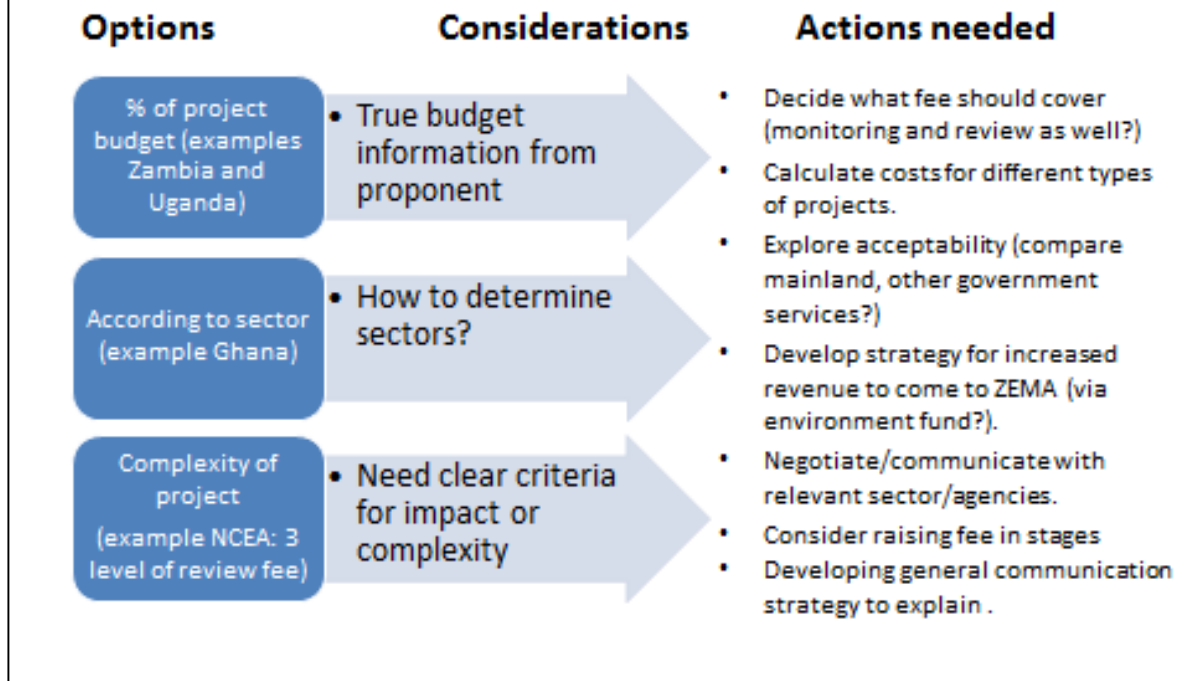 Options
Considerations
Actions needed
% of project
budget (examples
Zambia and
Uganda)
• True budget
information from
proponent
According to sector
(example Ghana)
• How to determine
sectors?
Complexity of
project
(example NCEA: 3
level of review fee)
• Need clear criteria
for impact or
complexity
• Decide what fee should cover
(monitoring and review as well?)
• Calculate costs for different types
of projects.
• Explore acceptability (compare
mainland, other government
services?)
• Develop strategy for increased
revenue to come to ZEMA (via
environment fund?).
• Negotiate/communicate with
relevant sector/agencies.
• Consider raising fee in stages
• Developing general communication
strategy to explain .